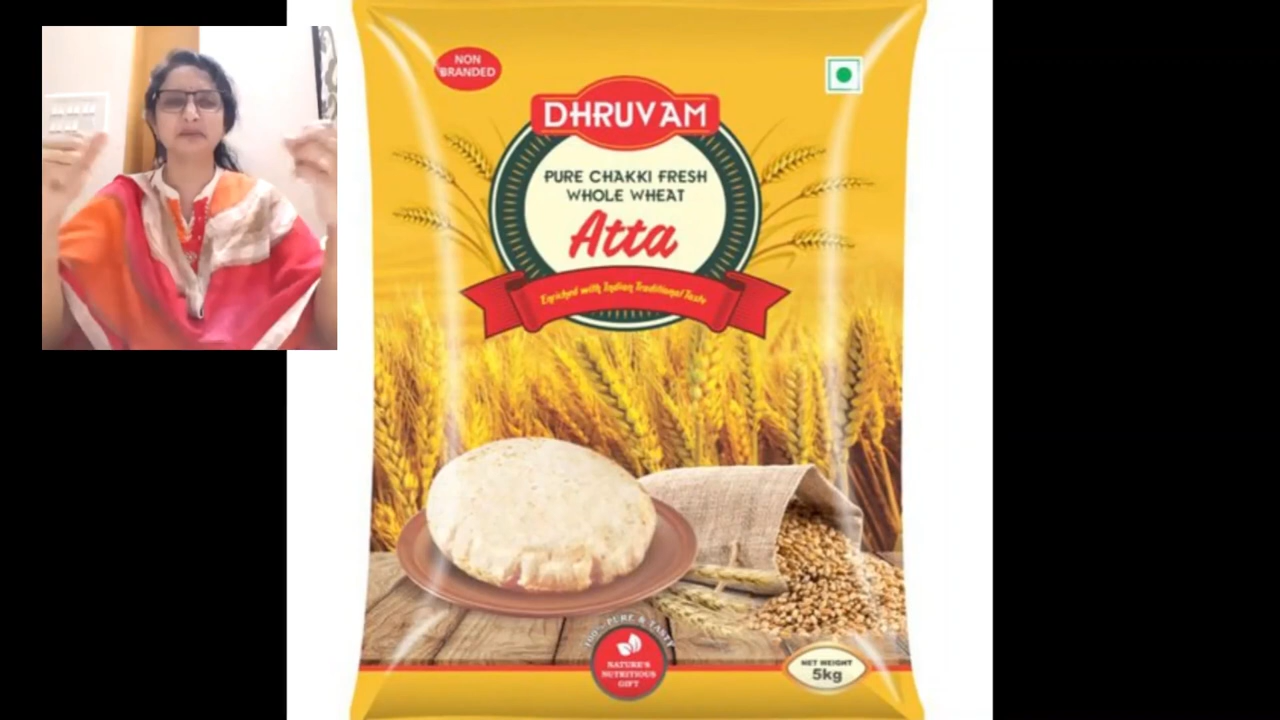 NON
BRANDED
DHRUVAM
PURE CHAKKI FRESH
WHOLE WHEAT
Atta
Enriched with Indian Traditional Taste
100% PURE & TASTY
NATURE'S
NUTRITIOUS
GIFT
NET WEIGHT
5kg